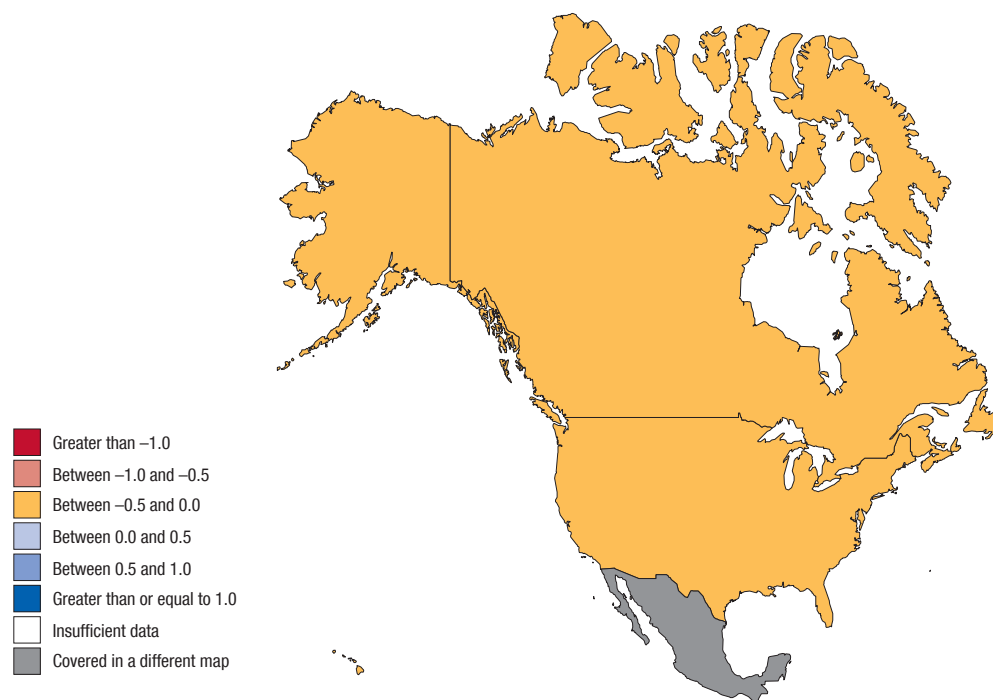 Greater than –1.0
Between –1.0 and –0.5
Between –0.5 and 0.0
Between 0.0 and 0.5
Between 0.5 and 1.0
Greater than or equal to 1.0
Insufficient data
Covered in a different map